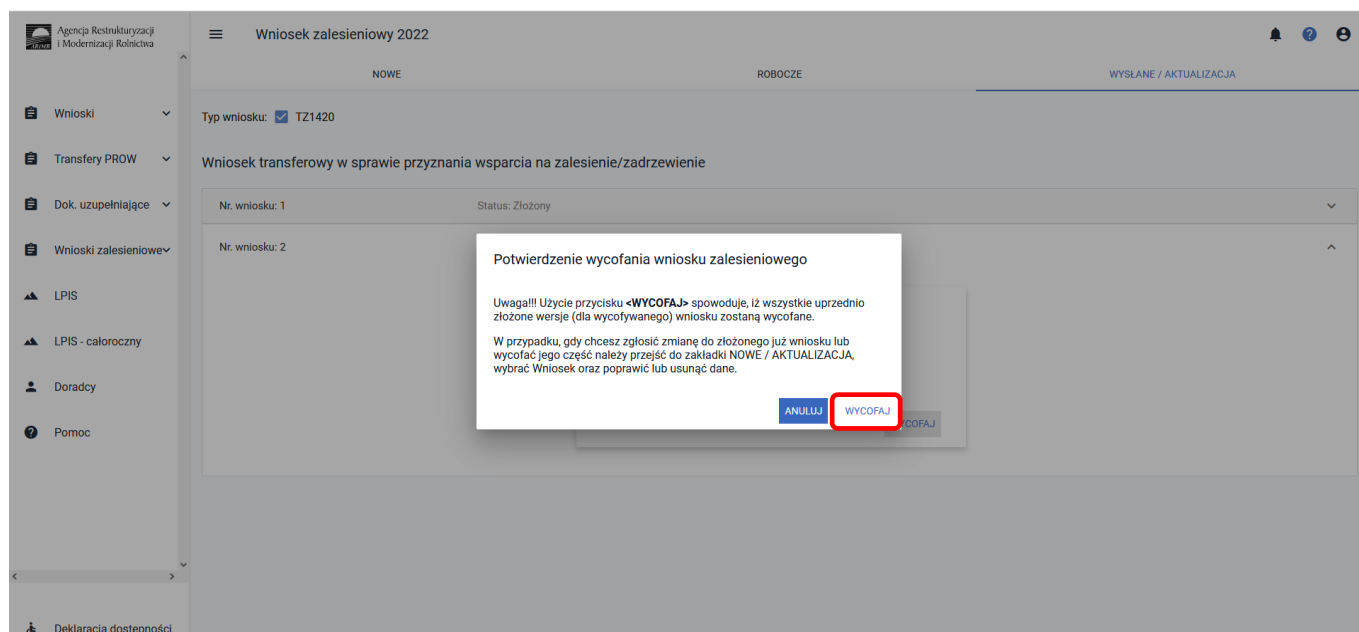 Agencja Restrukturyzacji
i Modernizacji Rolnictwa
ARiMR
Wniosek zalesieniowy 2022
NOWE
ROBOCZE
WYSŁANE / AKTUALIZACJA
Wnioski
Transfery PROW
Dok. uzupełniające
Wnioski zalesieniowe
LPIS
LPIS - całoroczny
Doradcy
Pomoc
Deklaracja dostępności
Typ wniosku: TZ1420
Wniosek transferowy w sprawie przyznania wsparcia na zalesienie/zadrzewienie
Nr. wniosku: 1 Status: Złożony
Nr. wniosku: 2
Potwierdzenie wycofania wniosku zalesieniowego
Uwaga!!! Użycie przycisku <WYCOFAJ> spowoduje, iż wszystkie uprzednio
złożone wersje (dla wycofywanego) wniosku zostaną wycofane.
W przypadku, gdy chcesz zgłosić zmianę do złożonego już wniosku lub
wycofać jego część należy przejść do zakładki NOWE / AKTUALIZACJA,
wybrać Wniosek oraz poprawić lub usunąć dane.
ANULUJ WYCOFAJ
YCOFAJ